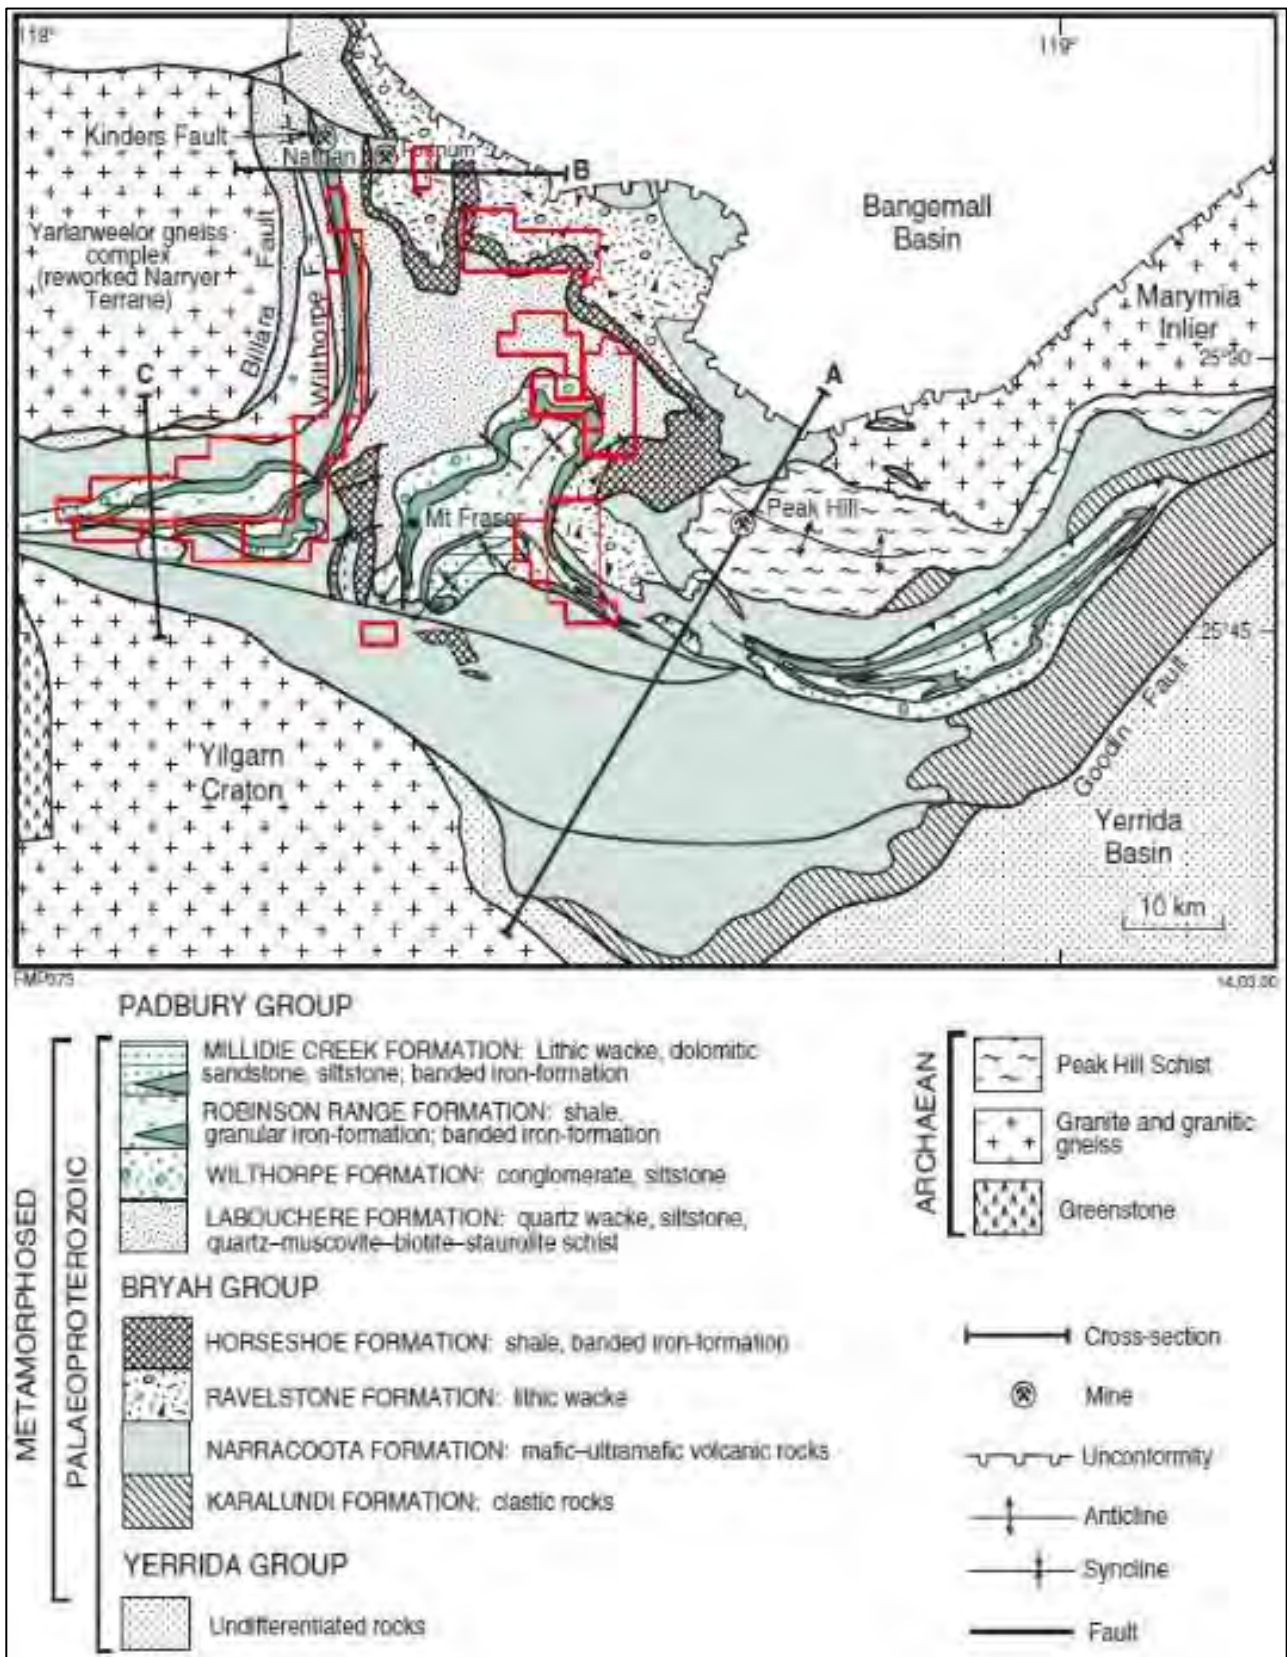 118°
119°
Kinders Fault
Nathan
B
Bangemall
Basin
Yarlarweelor gneiss
complex
(reworked Narryer
Terrane)
Fault
Billara
Wilthorpe F
Marymia
Inlier
25°30'
C
A
Mt Fraser
Peak Hill
25°45'
Yilgarn
Craton
Goodin Fault
Yerrida
Basin
10 km
14.03.00
PADBURY GROUP
MILLIDIE CREEK FORMATION: Lithic wacke, dolomitic
sandstone, siltstone; banded iron-formation
ROBINSON RANGE FORMATION: shale,
granular iron-formation; banded iron-formation
WILTHORPE FORMATION: conglomerate, siltstone
LABOUCHERE FORMATION: quartz wacke, siltstone,
quartz–muscovite–biotite–staurolite schist
BRYAH GROUP
HORSESHOE FORMATION: shale, banded iron-formation
RAVELSTONE FORMATION: lithic wacke
NARRACOOTA FORMATION: mafic–ultramafic volcanic rocks
KARALUNDI FORMATION: clastic rocks
YERRIDA GROUP
Undifferentiated rocks
METAMORPHOSED
PALAEOPROTEROZOIC
ARCHAEAN
Peak Hill Schist
Granite and granitic
gneiss
Greenstone
Cross-section
Mine
Unconformity
Anticline
Syncline
Fault